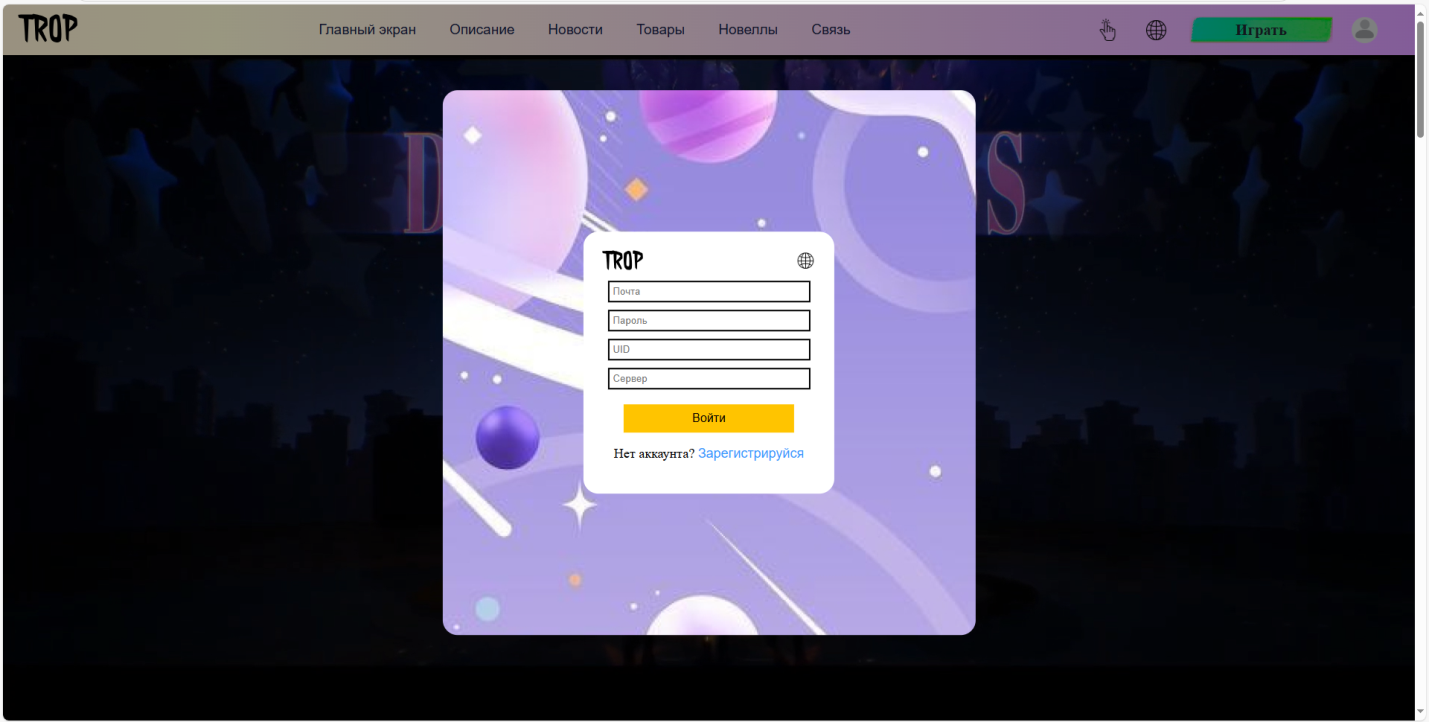 TROP
Главный экран Описание Новости Товары Новеллы Связь
Играть
D S
TROP
Почта
Пароль
UID
Сервер
Войти
Нет аккаунта? Зарегистрируйся